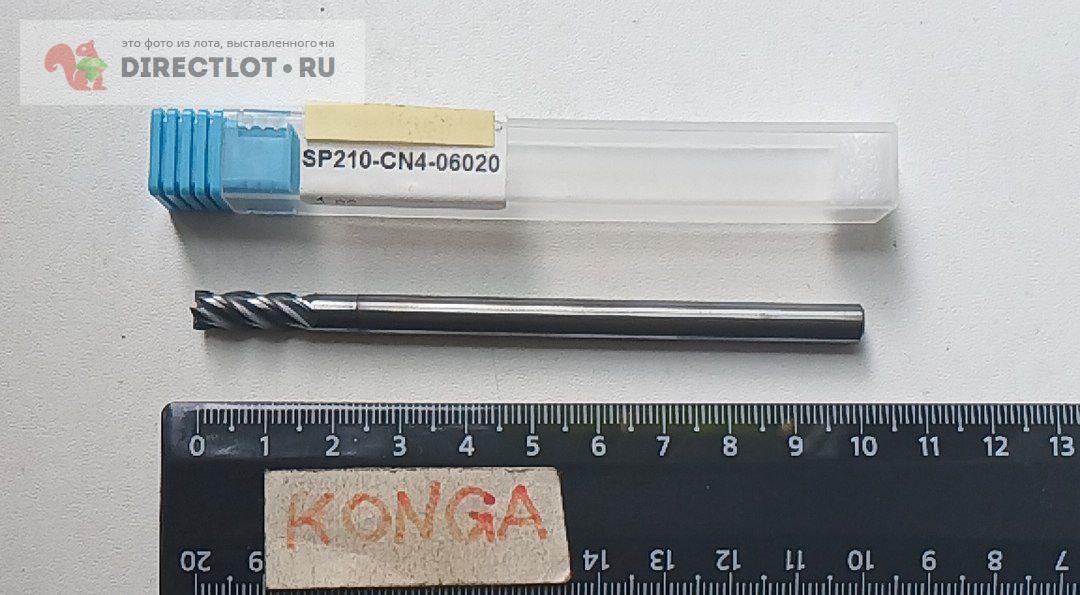 это фото из лота, выставленного на
DIRECTLOT.RU
SP210-CN4-06020
0 1 2 3 4 5 6 7 8 9 10 11 12 13
KONGA
20 9 14 13 12 11 10 9 8 7